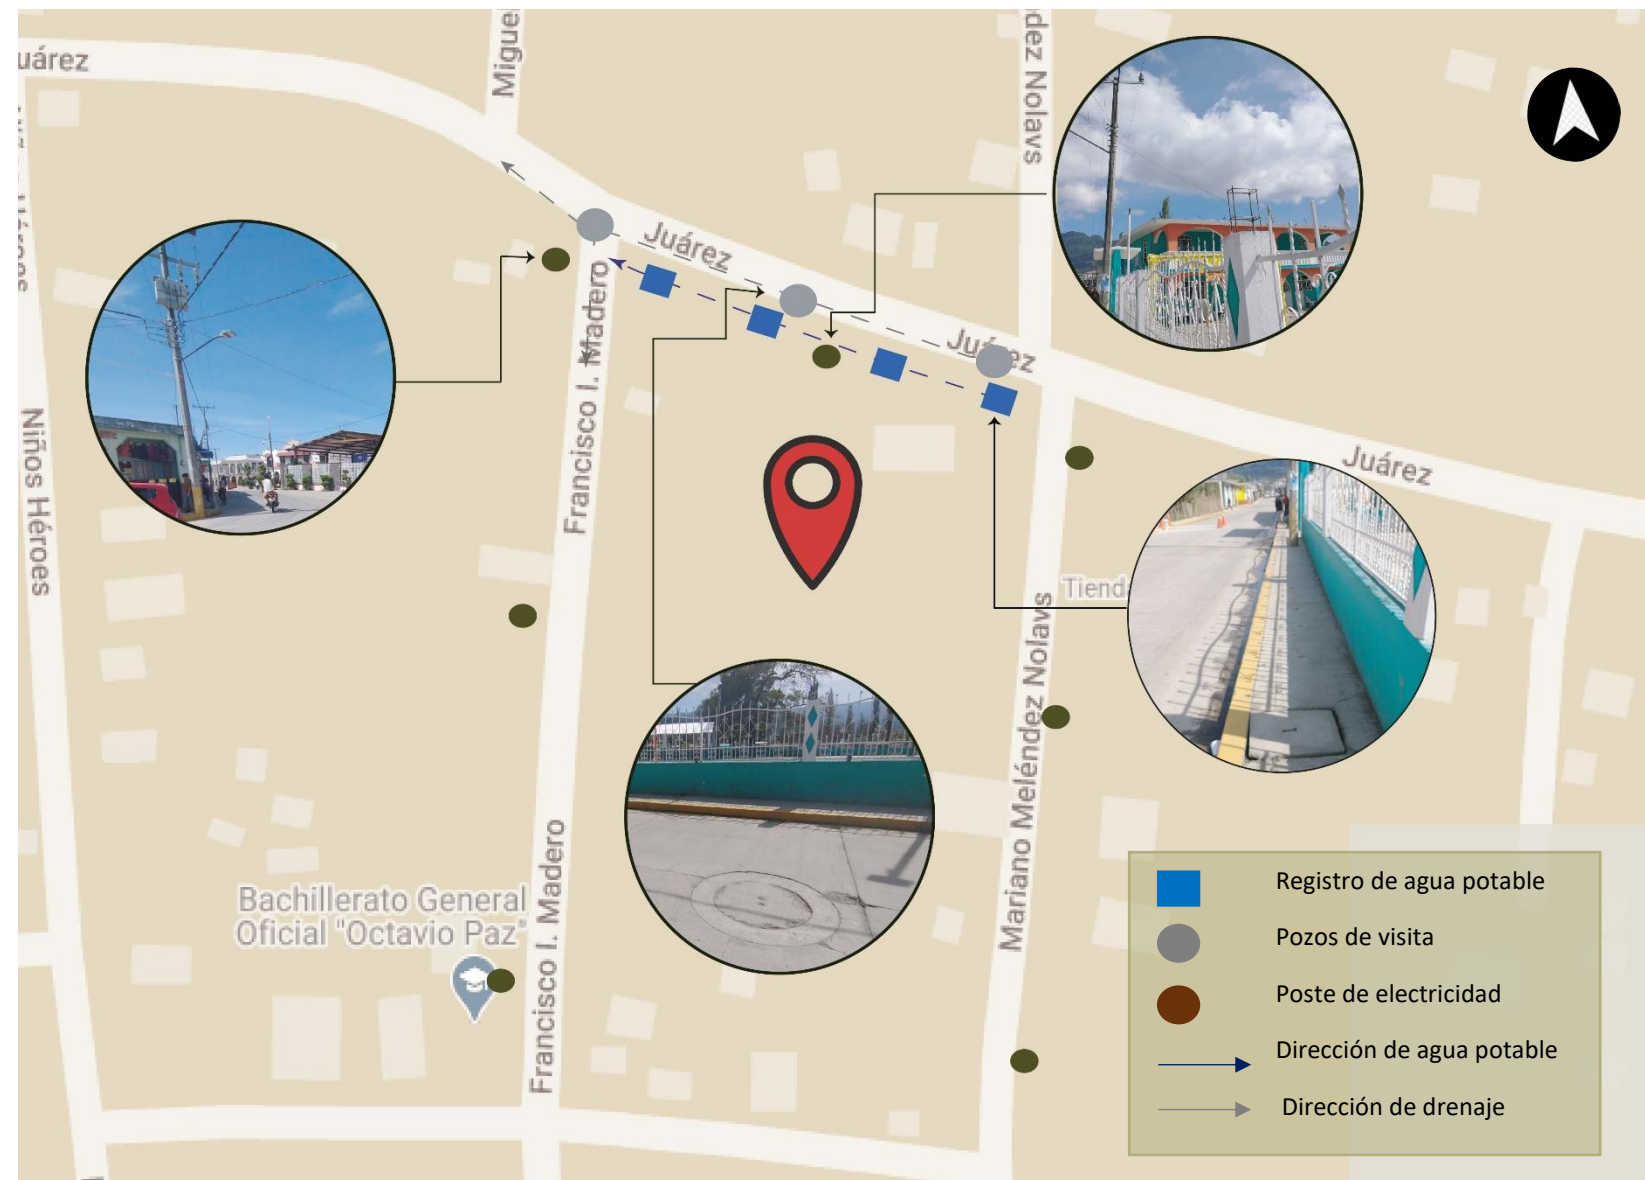 uárez
Migue
dez Nolavs
Juárez
Juárez
Juárez
Niños Héroes
Francisco I. Madero
Tienda
Mariano Meléndez Nolavs
Francisco I. Madero
Bachillerato General
Oficial "Octavio Paz"
Registro de agua potable
Pozos de visita
Poste de electricidad
Dirección de agua potable
Dirección de drenaje